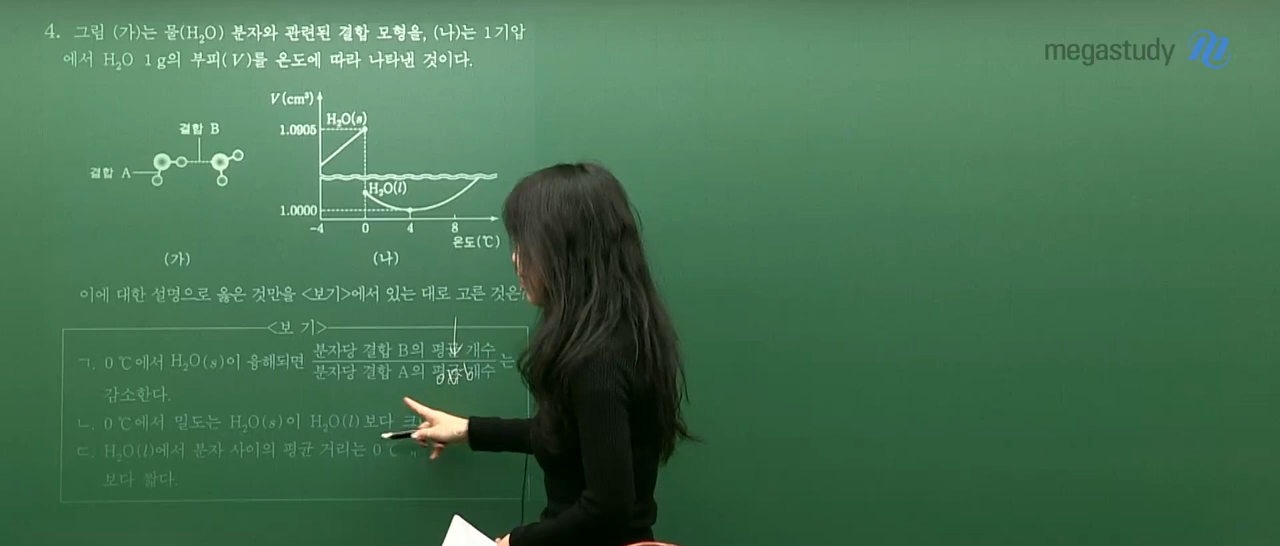 4. 그림 (가)는 물(H₂O) 분자와 관련된 결합 모형을, (나)는 1기압
에서 H₂O 1 g의 부피(V)를 온도에 따라 나타낸 것이다.
megastudy
결합 B
결합 A
(가)
V(cm³)
H₂O(s)
1.0905
H₂O(l)
1.0000
-4 0 4 8
온도(℃)
(나)
이에 대한 설명으로 옳은 것만을 <보기>에서 있는 대로 고른 것은?
<보 기>
ㄱ. 0 ℃에서 H₂O(s)이 융해되면 분자당 결합 B의 평균 개수
분자당 결합 A의 평균 개수 는
감소한다.
ㄴ. 0 ℃에서 밀도는 H₂O(s)이 H₂O(l)보다 크
ㄷ. H₂O(l)에서 분자 사이의 평균 거리는 0 ℃
보다 짧다.